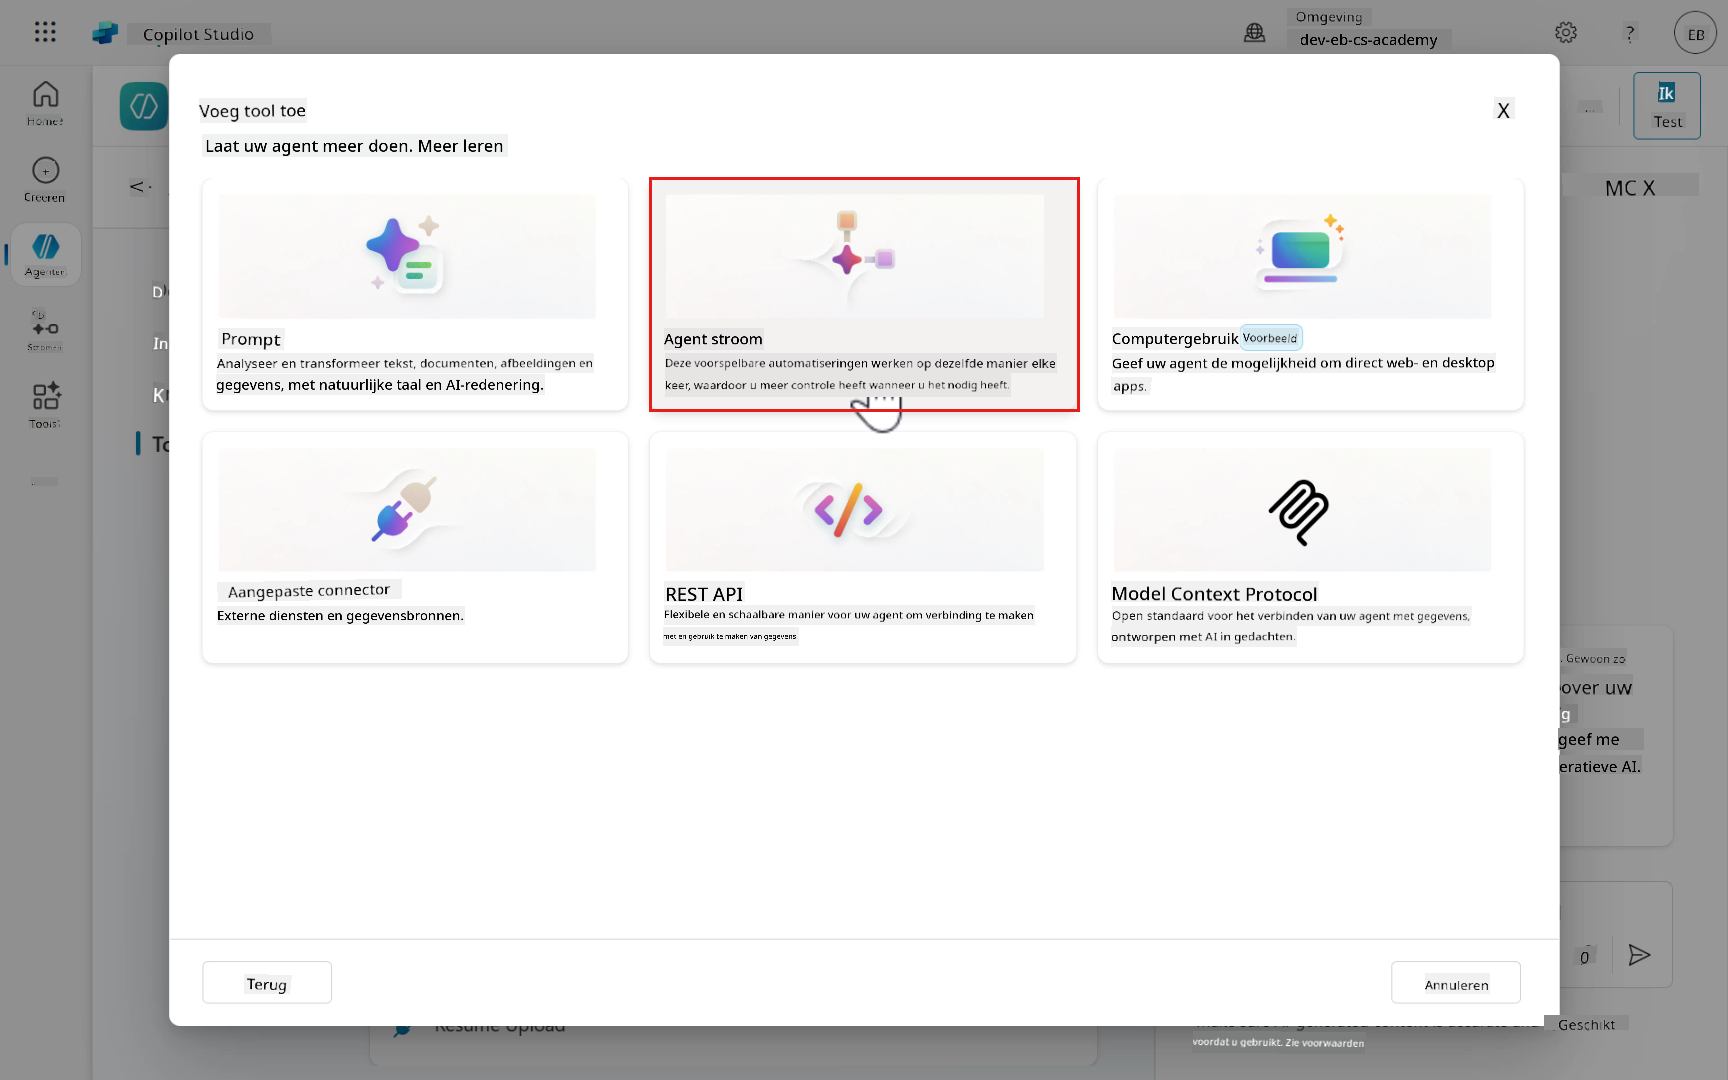 Copilot Studio
Omgeving
dev-eb-cs-academy
?
EB
Home
Creëren
Agenten
Tools
Ik
Test
MC X
Voeg tool toe
X
Laat uw agent meer doen. Meer leren
Prompt
Analyseer en transformeer tekst, documenten, afbeeldingen en
gegevens, met natuurlijke taal en AI-redenering.
Agent stroom
Deze voorspelbare automatiseringen werken op dezelfde manier elke
keer, waardoor u meer controle heeft wanneer u het nodig heeft.
Computergebruik Voorbeeld
Geef uw agent de mogelijkheid om direct web- en desktop
apps.
Aangepaste connector
Externe diensten en gegevensbronnen.
REST API
Flexibele en schaalbare manier voor uw agent om verbinding te maken
met en gebruik te maken van gegevens
Model Context Protocol
Open standaard voor het verbinden van uw agent met gegevens,
ontworpen met AI in gedachten.
. Gewoon zo
over uw
geef me
eratieve AI.
Terug
Annuleren
Resume Upload
Geschikt
voordat u gebruikt. Zie voorwaarden